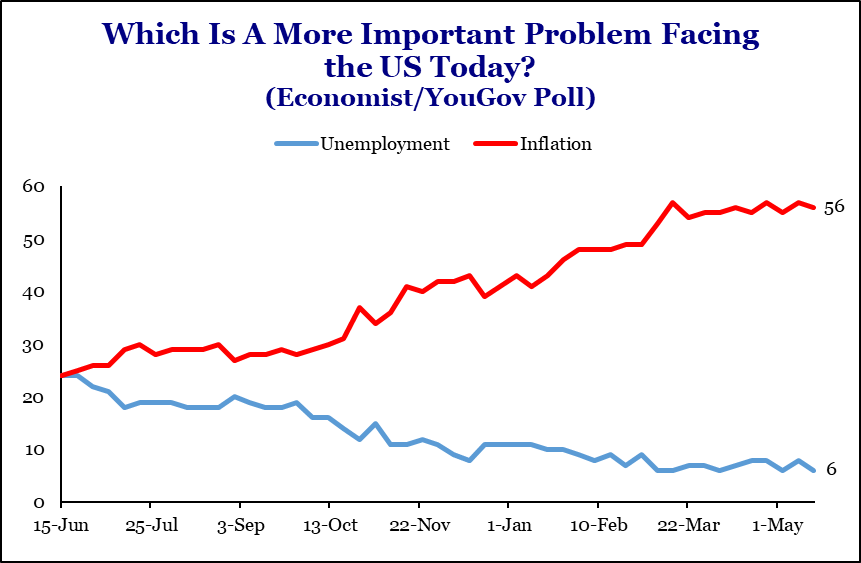 Which Is A More Important Problem Facing
the US Today?
(Economist/YouGov Poll)
Unemployment Inflation
60
50
40
30
20
10
0
56
6
15-Jun 25-Jul 3-Sep 13-Oct 22-Nov 1-Jan 10-Feb 22-Mar 1-May